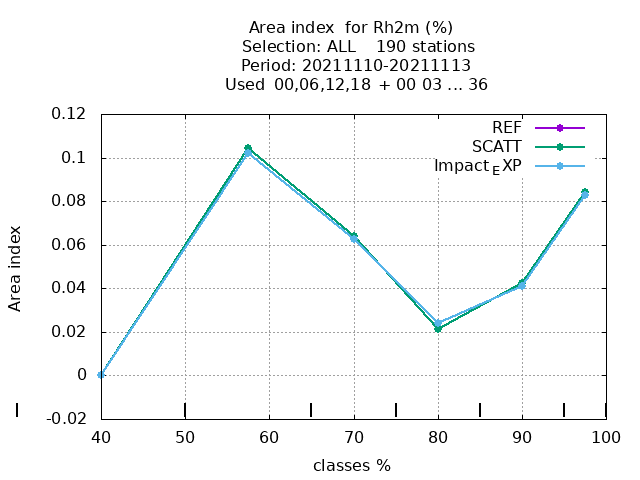 Area index  for Rh2m (%)
Selection: ALL    190 stations
Period: 20211110-20211113
Used  00,06,12,18  + 00 03 ... 36
REF
SCATT
Impact_EXP
0.12
0.1
0.08
0.06
0.04
0.02
0
-0.02
Area index
40 50 60 70 80 90 100
classes %